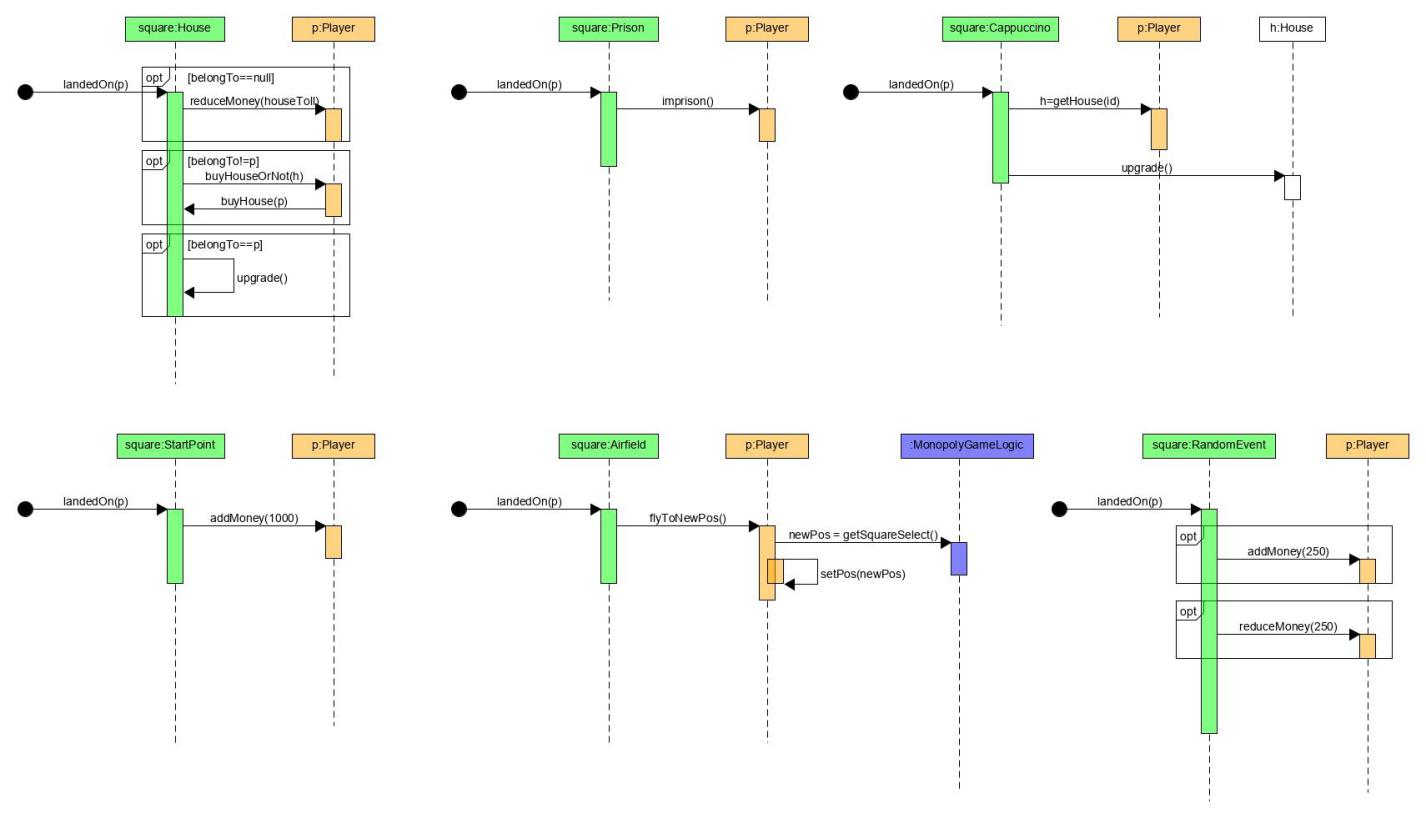 square:House
p:Player
opt
[belongTo==null]
landedOn(p)
reduceMoney(houseToll)
opt
[belongTo!=p]
buyHouseOrNot(h)
buyHouse(p)
opt
[belongTo==p]
upgrade()
square:Prison
p:Player
landedOn(p)
imprison()
square:Cappuccino
p:Player
h:House
landedOn(p)
h=getHouse(id)
upgrade()
square:StartPoint
p:Player
landedOn(p)
addMoney(1000)
square:Airfield
p:Player
:MonopolyGameLogic
landedOn(p)
flyToNewPos()
newPos = getSquareSelect()
setPos(newPos)
square:RandomEvent
p:Player
landedOn(p)
opt
addMoney(250)
opt
reduceMoney(250)